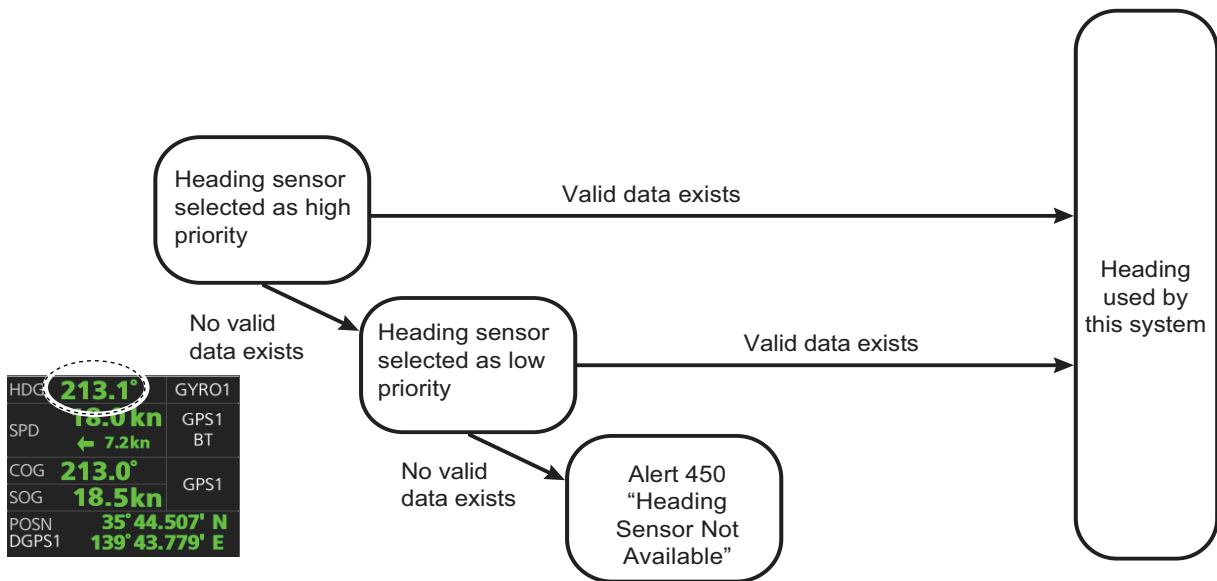 Heading sensor
selected as high
priority
Valid data exists
No valid
data exists
Heading sensor
selected as low
priority
Valid data exists
Heading
used by
this system
No valid
data exists
Alert 450
“Heading
Sensor Not
Available”
HDG 213.1° GYRO1
SPD 18.0 kn GPS1
7.2kn BT
COG 213.0° GPS1
SOG 18.5kn
POSN 35°44.507' N
DGPS1 139°43.779' E